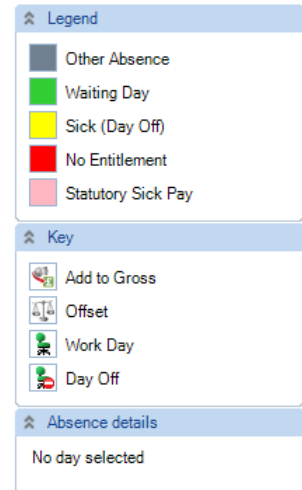 Legend
Other Absence
Waiting Day
Sick (Day Off)
No Entitlement
Statutory Sick Pay
Key
Add to Gross
Offset
Work Day
Day Off
Absence details
No day selected